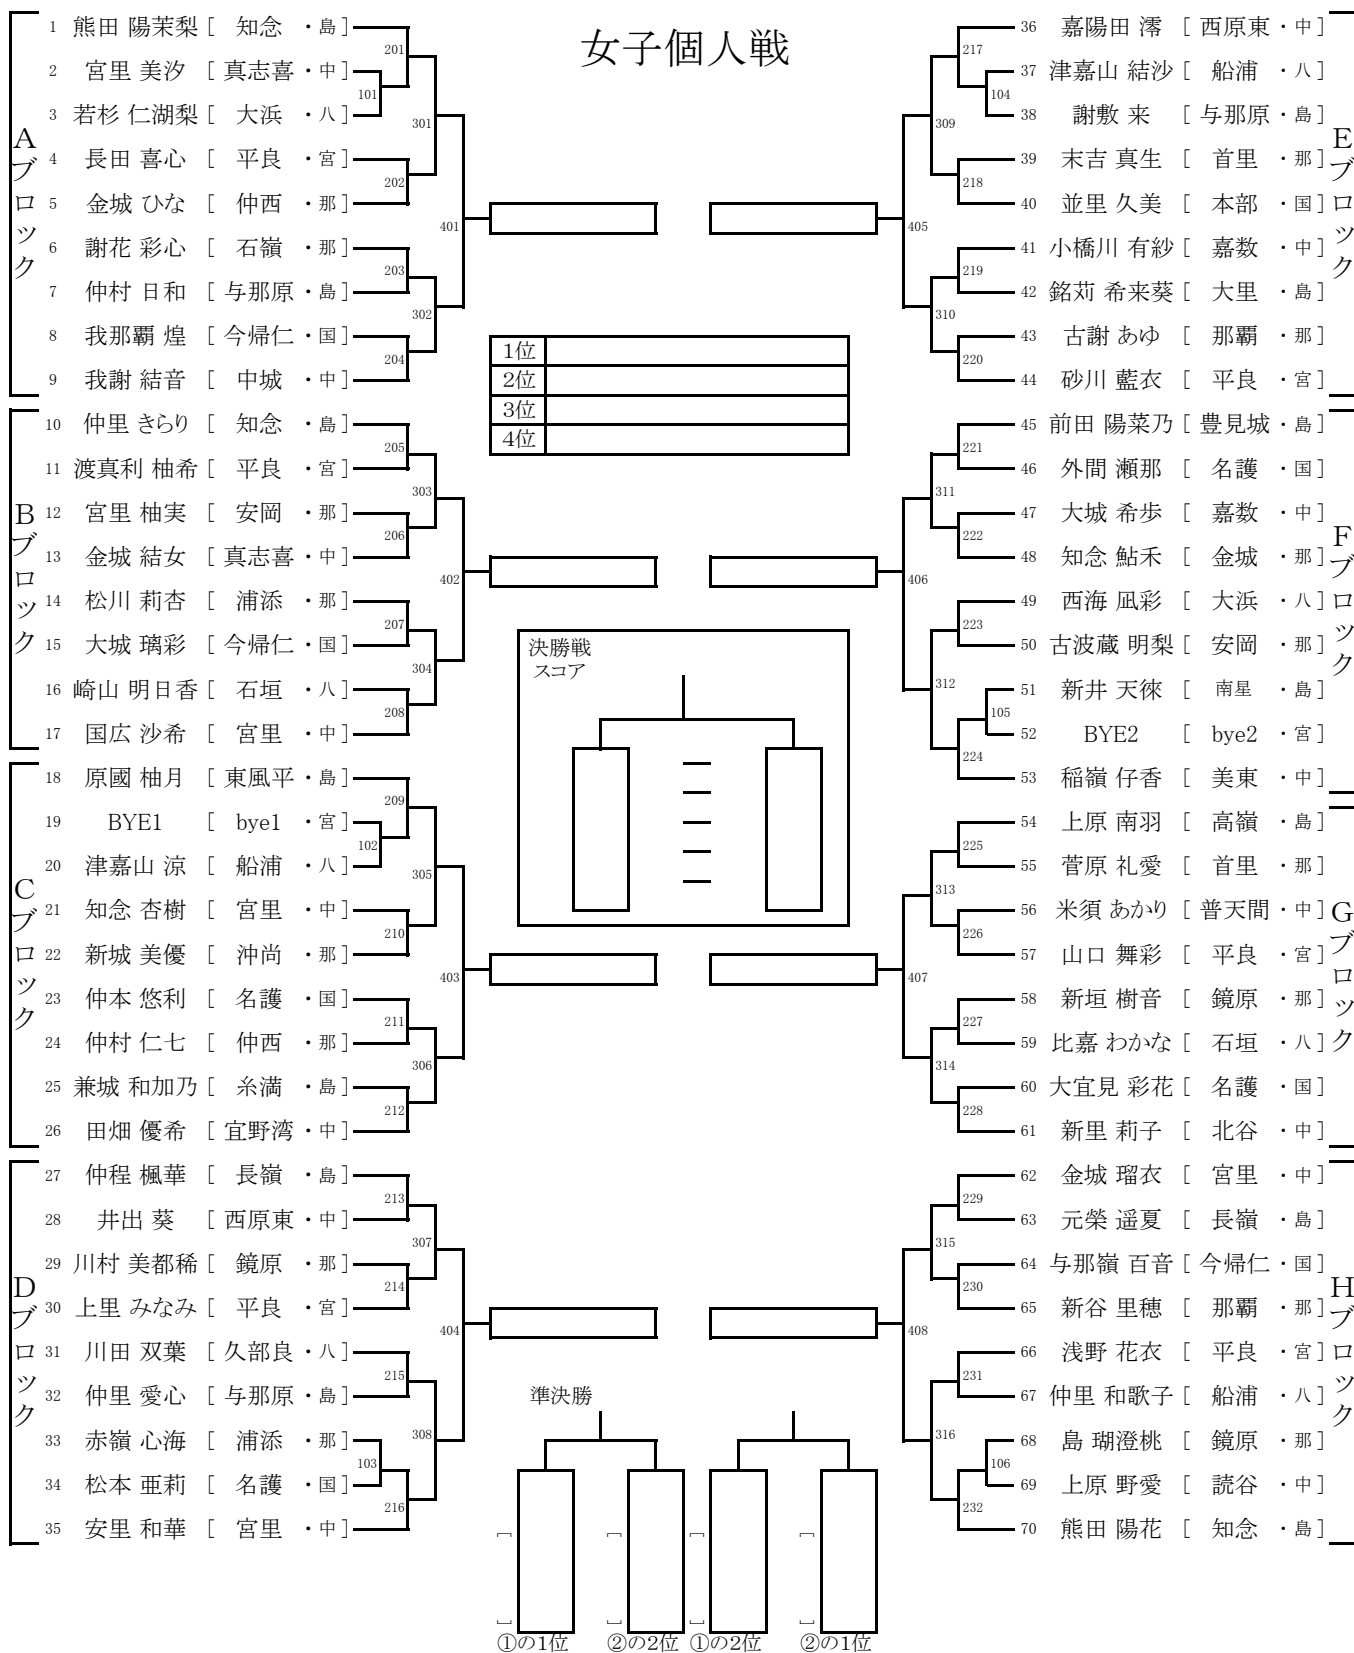 女子個人戦
Aブロック
1 熊田 陽茉梨 [ 知念 ・島 ]
2 宮里 美汐 [ 真志喜 ・中 ]
3 若杉 仁湖梨 [ 大浜 ・八 ]
4 長田 喜心 [ 平良 ・宮 ]
5 金城 ひな [ 仲西 ・那 ]
6 謝花 彩心 [ 石嶺 ・那 ]
7 仲村 日和 [ 与那原 ・島 ]
8 我那覇 煌 [ 今帰仁 ・国 ]
9 我謝 結音 [ 中城 ・中 ]
201
101
202
203
204
301
302
401
Bブロック
10 仲里 きらり [ 知念 ・島 ]
11 渡真利 柚希 [ 平良 ・宮 ]
12 宮里 柚実 [ 安岡 ・那 ]
13 金城 結女 [ 真志喜 ・中 ]
14 松川 莉杏 [ 浦添 ・那 ]
15 大城 璃彩 [ 今帰仁 ・国 ]
16 崎山 明日香 [ 石垣 ・八 ]
17 国広 沙希 [ 宮里 ・中 ]
205
206
207
208
303
304
402
Cブロック
18 原國 柚月 [ 東風平 ・島 ]
19 BYE1 [ bye1 ・宮 ]
20 津嘉山 涼 [ 船浦 ・八 ]
21 知念 杏樹 [ 宮里 ・中 ]
22 新城 美優 [ 沖尚 ・那 ]
23 仲本 悠利 [ 名護 ・国 ]
24 仲村 仁七 [ 仲西 ・那 ]
25 兼城 和加乃 [ 糸満 ・島 ]
26 田畑 優希 [ 宜野湾 ・中 ]
209
102
210
211
212
305
306
403
Dブロック
27 仲程 楓華 [ 長嶺 ・島 ]
28 井出 葵 [ 西原東 ・中 ]
29 川村 美都稀 [ 鏡原 ・那 ]
30 上里 みなみ [ 平良 ・宮 ]
31 川田 双葉 [ 久部良 ・八 ]
32 仲里 愛心 [ 与那原 ・島 ]
33 赤嶺 心海 [ 浦添 ・那 ]
34 松本 亜莉 [ 名護 ・国 ]
35 安里 和華 [ 宮里 ・中 ]
213
214
215
103
216
307
308
404
1位
2位
3位
4位
決勝戦
スコア
準決勝
[ ] [ ] [ ] [ ]
①の1位 ②の2位 ①の2位 ②の1位
Eブロック
36 嘉陽田 澪 [ 西原東 ・中 ]
37 津嘉山 結沙 [ 船浦 ・八 ]
38 謝敷 来 [ 与那原 ・島 ]
39 末吉 真生 [ 首里 ・那 ]
40 並里 久美 [ 本部 ・国 ]
41 小橋川 有紗 [ 嘉数 ・中 ]
42 銘苅 希来葵 [ 大里 ・島 ]
43 古謝 あゆ [ 那覇 ・那 ]
44 砂川 藍衣 [ 平良 ・宮 ]
217
104
218
219
220
309
310
405
Fブロック
45 前田 陽菜乃 [ 豊見城 ・島 ]
46 外間 瀬那 [ 名護 ・国 ]
47 大城 希歩 [ 嘉数 ・中 ]
48 知念 鮎禾 [ 金城 ・那 ]
49 西海 凪彩 [ 大浜 ・八 ]
50 古波蔵 明梨 [ 安岡 ・那 ]
51 新井 天徠 [ 南星 ・島 ]
52 BYE2 [ bye2 ・宮 ]
53 稲嶺 仔香 [ 美東 ・中 ]
221
222
223
105
224
311
312
406
Gブロック
54 上原 南羽 [ 高嶺 ・島 ]
55 菅原 礼愛 [ 首里 ・那 ]
56 米須 あかり [ 普天間 ・中 ]
57 山口 舞彩 [ 平良 ・宮 ]
58 新垣 樹音 [ 鏡原 ・那 ]
59 比嘉 わかな [ 石垣 ・八 ]
60 大宜見 彩花 [ 名護 ・国 ]
61 新里 莉子 [ 北谷 ・中 ]
225
226
227
228
313
314
407
Hブロック
62 金城 瑠衣 [ 宮里 ・中 ]
63 元榮 遥夏 [ 長嶺 ・島 ]
64 与那嶺 百音 [ 今帰仁 ・国 ]
65 新谷 里穂 [ 那覇 ・那 ]
66 浅野 花衣 [ 平良 ・宮 ]
67 仲里 和歌子 [ 船浦 ・八 ]
68 島 瑚澄桃 [ 鏡原 ・那 ]
69 上原 野愛 [ 読谷 ・中 ]
70 熊田 陽花 [ 知念 ・島 ]
229
230
231
106
232
315
316
408